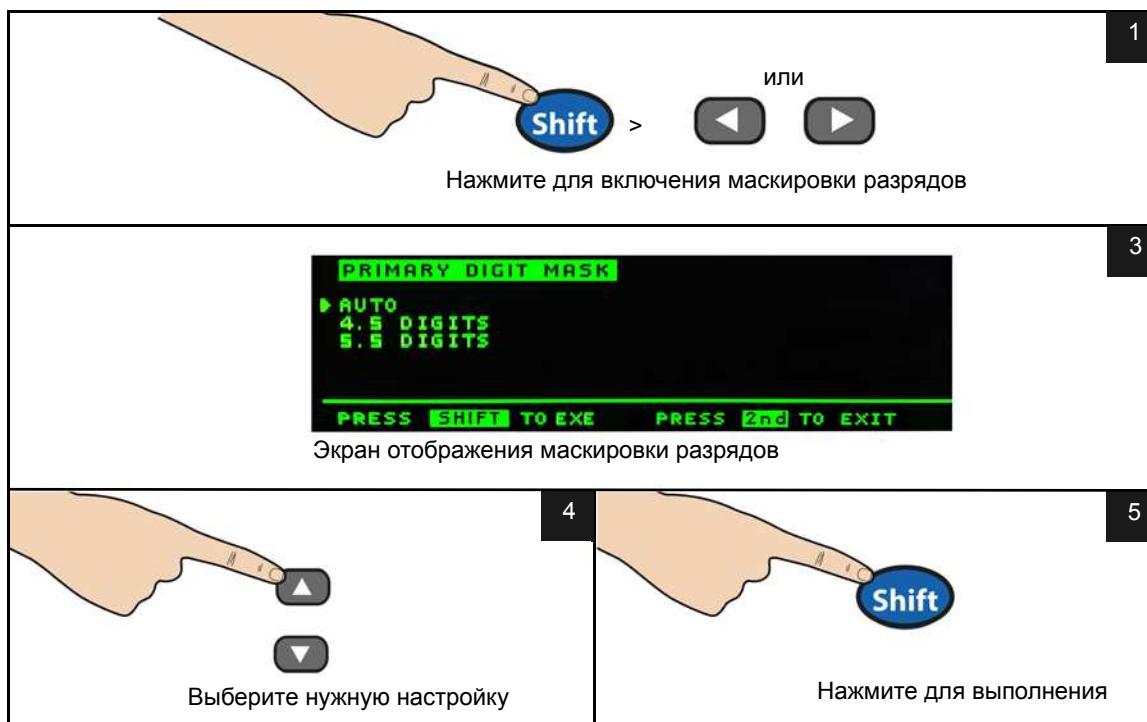 1
или
Shift >
Нажмите для включения маскировки разрядов
3
PRIMARY DIGIT MASK
AUTO
4.5 DIGITS
5.5 DIGITS
PRESS SHIFT TO EXE PRESS 2nd TO EXIT
Экран отображения маскировки разрядов
4
Выберите нужную настройку
5
Shift
Нажмите для выполнения